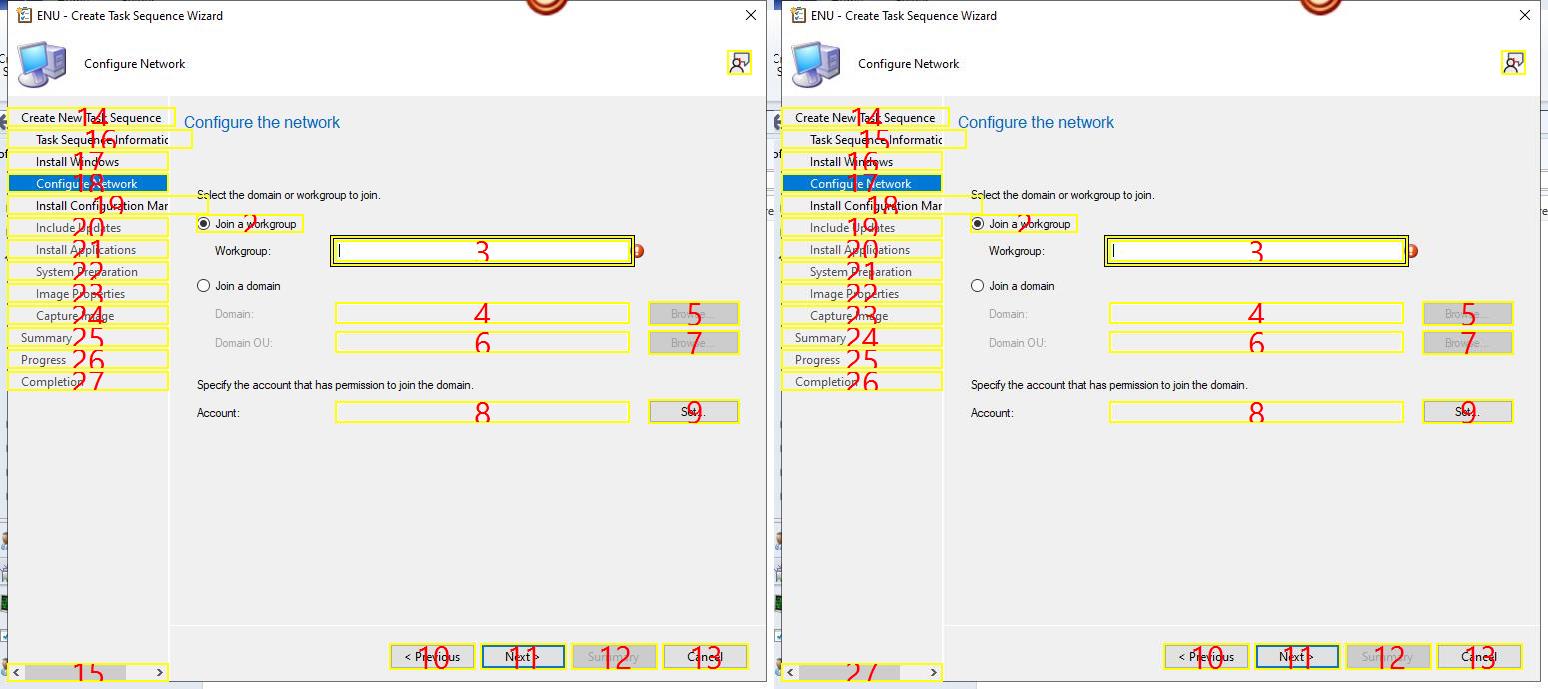 ENU - Create Task Sequence Wizard
Configure Network
14 Create New Task Sequence
16 Task Sequence Informatic
17 Install Windows
18 Configure Network
19 Install Configuration Mar
20 Include Updates
21 Install Applications
22 System Preparation
23 Image Properties
24 Capture Image
25 Summary
26 Progress
27 Completion
15
Configure the network
Select the domain or workgroup to join.
2 Join a workgroup
Workgroup: 3
Join a domain
Domain: 4 Browse... 5
Domain OU: 6 Browse... 7
Specify the account that has permission to join the domain.
Account: 8 Set... 9
< Previous 10 Next > 11 Summary 12 Cancel 13
ENU - Create Task Sequence Wizard
Configure Network
14 Create New Task Sequence
15 Task Sequence Informatic
16 Install Windows
17 Configure Network
18 Install Configuration Mar
19 Include Updates
20 Install Applications
21 System Preparation
22 Image Properties
23 Capture Image
24 Summary
25 Progress
26 Completion
27
Configure the network
Select the domain or workgroup to join.
2 Join a workgroup
Workgroup: 3
Join a domain
Domain: 4 Browse... 5
Domain OU: 6 Browse... 7
Specify the account that has permission to join the domain.
Account: 8 Set... 9
< Previous 10 Next > 11 Summary 12 Cancel 13